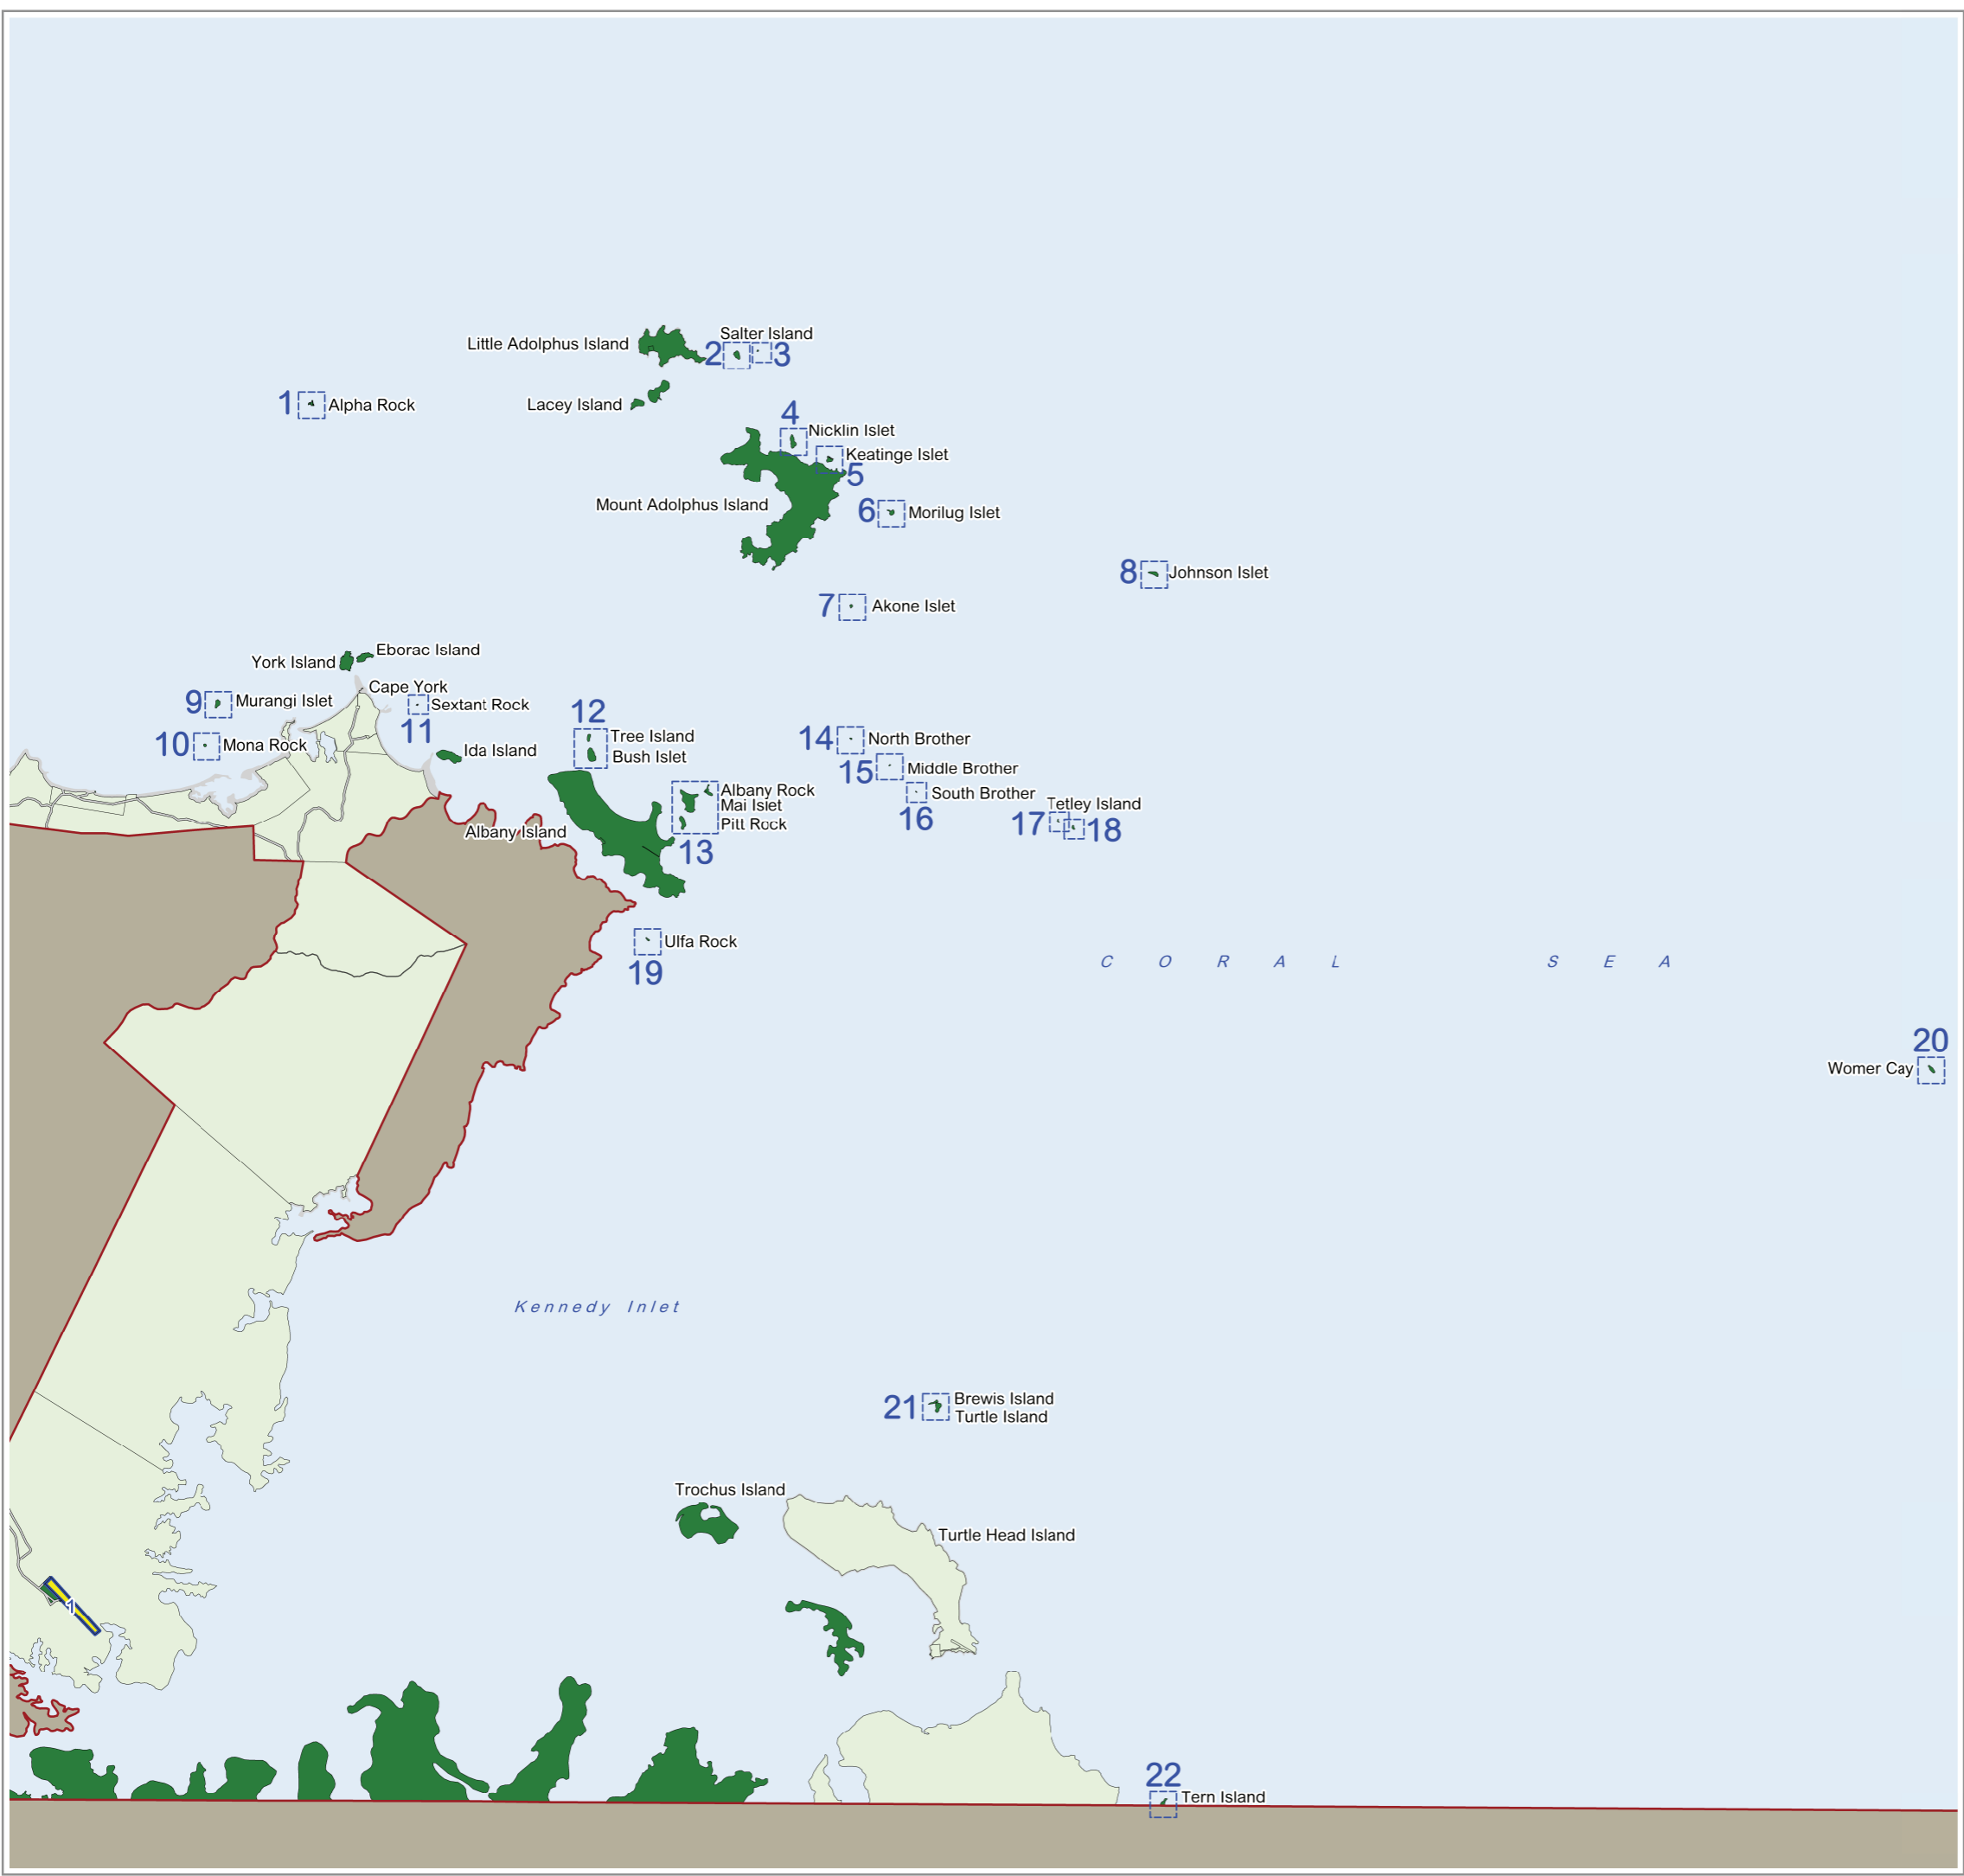 Salter Island
Little Adolphus Island
2
3
1
Alpha Rock
Lacey Island
4
Nicklin Islet
Keatinge Islet
5
Mount Adolphus Island
6
Morilug Islet
8
Johnson Islet
7
Akone Islet
Eborac Island
York Island
Cape York
9
Murangi Islet
Sextant Rock
11
12
10
Mona Rock
Ida Island
Tree Island
Bush Islet
14
North Brother
15
Middle Brother
Albany Rock
Mai Islet
Pitt Rock
13
South Brother
16
Tetley Island
17
18
Albany Island
Ulfa Rock
19
CORAL SEA
20
Womer Cay
Kennedy Inlet
21
Brewis Island
Turtle Island
Trochus Island
Turtle Head Island
1
22
Tern Island